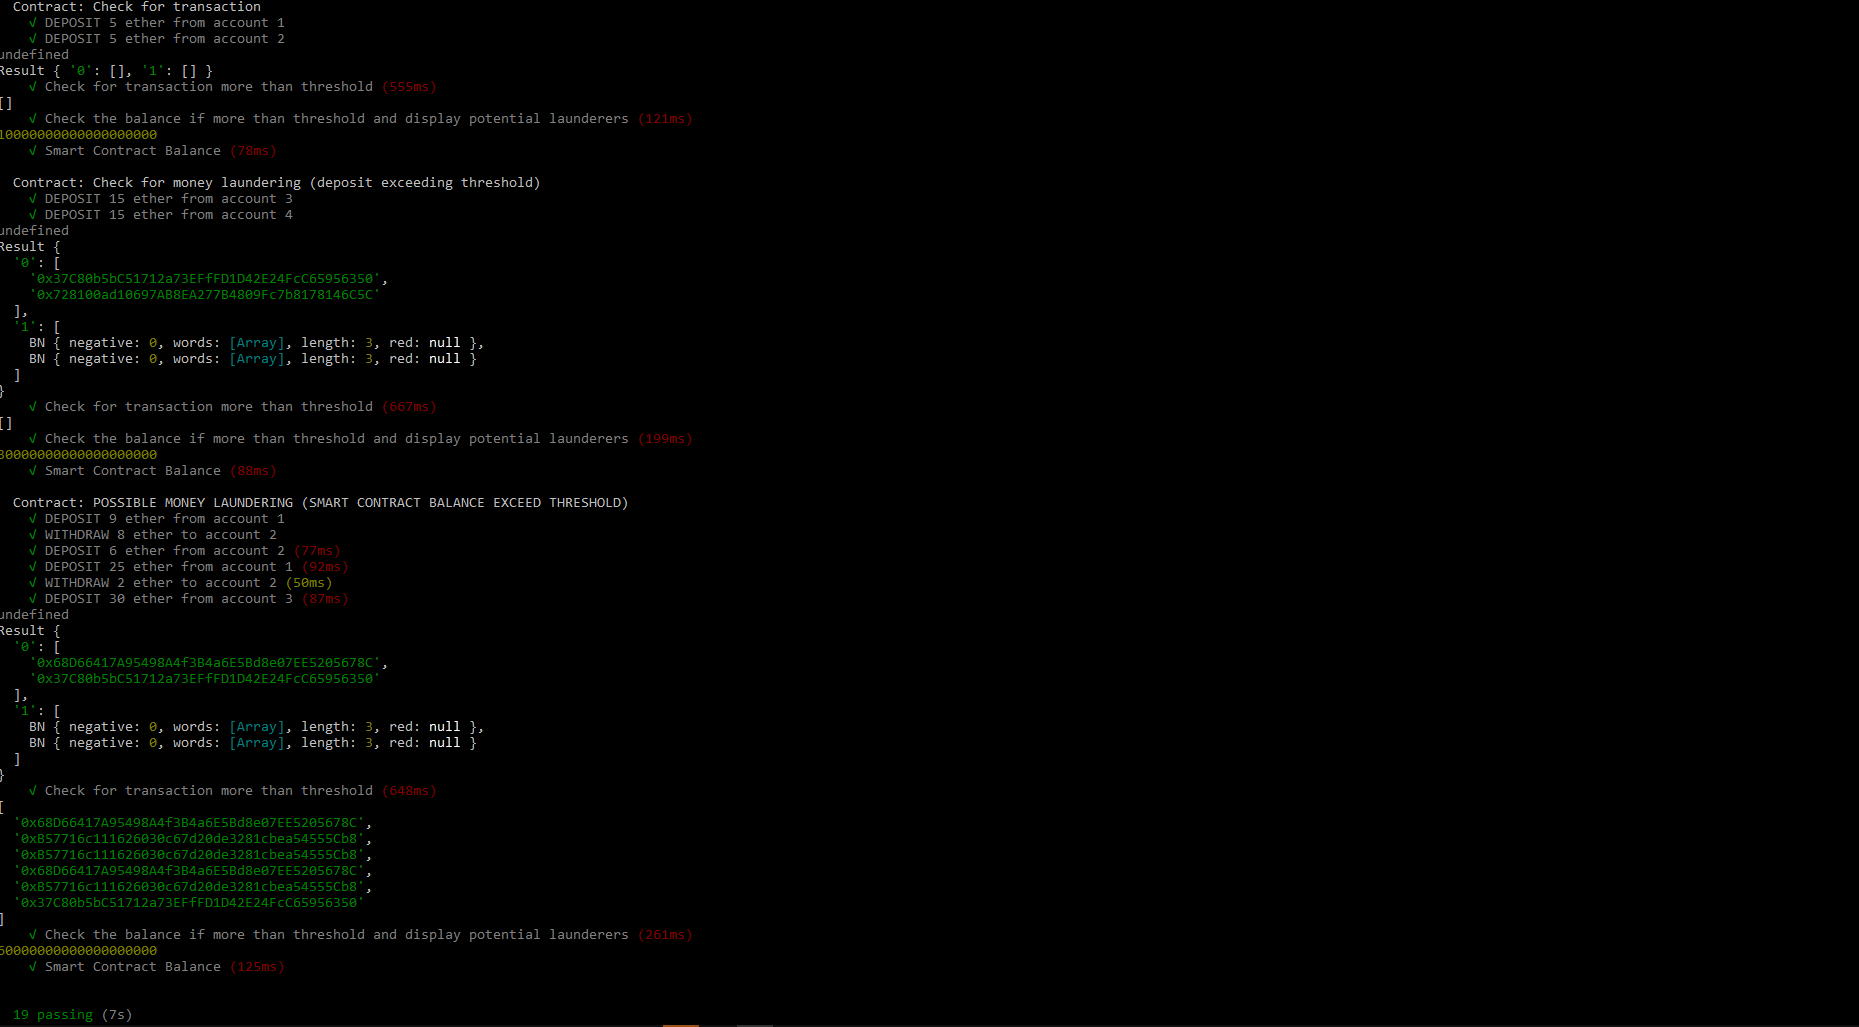 Contract: Check for transaction
√ DEPOSIT 5 ether from account 1
√ DEPOSIT 5 ether from account 2
undefined
Result { '0': [], '1': [] }
√ Check for transaction more than threshold (555ms)
[]
√ Check the balance if more than threshold and display potential launderers (121ms)
10000000000000000000
√ Smart Contract Balance (78ms)
Contract: Check for money laundering (deposit exceeding threshold)
√ DEPOSIT 15 ether from account 3
√ DEPOSIT 15 ether from account 4
undefined
Result {
'0': [
'0x37C80b5bC51712a73EFfFD1D42E24FcC65956350',
'0x728100ad10697AB8EA277B4809Fc7b8178146C5C'
],
'1': [
BN { negative: 0, words: [Array], length: 3, red: null },
BN { negative: 0, words: [Array], length: 3, red: null }
]
}
√ Check for transaction more than threshold (667ms)
[]
√ Check the balance if more than threshold and display potential launderers (199ms)
30000000000000000000
√ Smart Contract Balance (88ms)
Contract: POSSIBLE MONEY LAUNDERING (SMART CONTRACT BALANCE EXCEED THRESHOLD)
√ DEPOSIT 9 ether from account 1
√ WITHDRAW 8 ether to account 2
√ DEPOSIT 6 ether from account 2 (77ms)
√ DEPOSIT 25 ether from account 1 (92ms)
√ WITHDRAW 2 ether to account 2 (50ms)
√ DEPOSIT 30 ether from account 3 (87ms)
undefined
Result {
'0': [
'0x68D66417A95498A4f3B4a6E5Bd8e07EE5205678C',
'0x37C80b5bC51712a73EFfFD1D42E24FcC65956350'
],
'1': [
BN { negative: 0, words: [Array], length: 3, red: null },
BN { negative: 0, words: [Array], length: 3, red: null }
]
}
√ Check for transaction more than threshold (648ms)
[
'0x68D66417A95498A4f3B4a6E5Bd8e07EE5205678C',
'0xB57716c111626030c67d20de3281cbea54555Cb8',
'0xB57716c111626030c67d20de3281cbea54555Cb8',
'0x68D66417A95498A4f3B4a6E5Bd8e07EE5205678C',
'0xB57716c111626030c67d20de3281cbea54555Cb8',
'0x37C80b5bC51712a73EFfFD1D42E24FcC65956350'
]
√ Check the balance if more than threshold and display potential launderers (261ms)
60000000000000000000
√ Smart Contract Balance (125ms)
19 passing (7s)